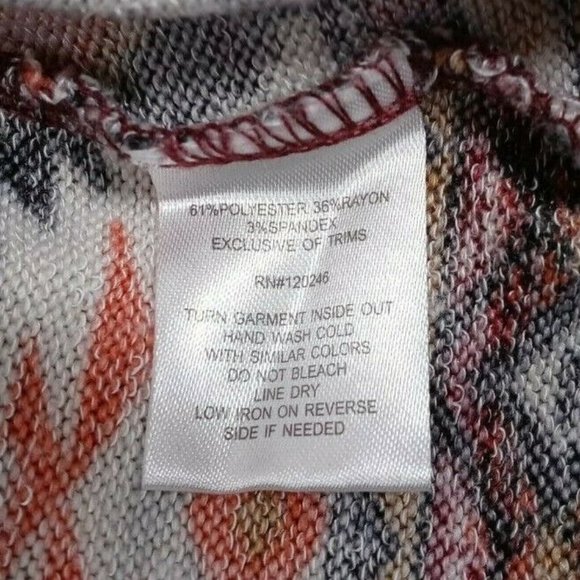 61%POLYESTER 36%RAYON
3%SPANDEX
EXCLUSIVE OF TRIMS
RN#120246
TURN GARMENT INSIDE OUT
HAND WASH COLD
WITH SIMILAR COLORS
DO NOT BLEACH
LINE DRY
LOW IRON ON REVERSE
SIDE IF NEEDED